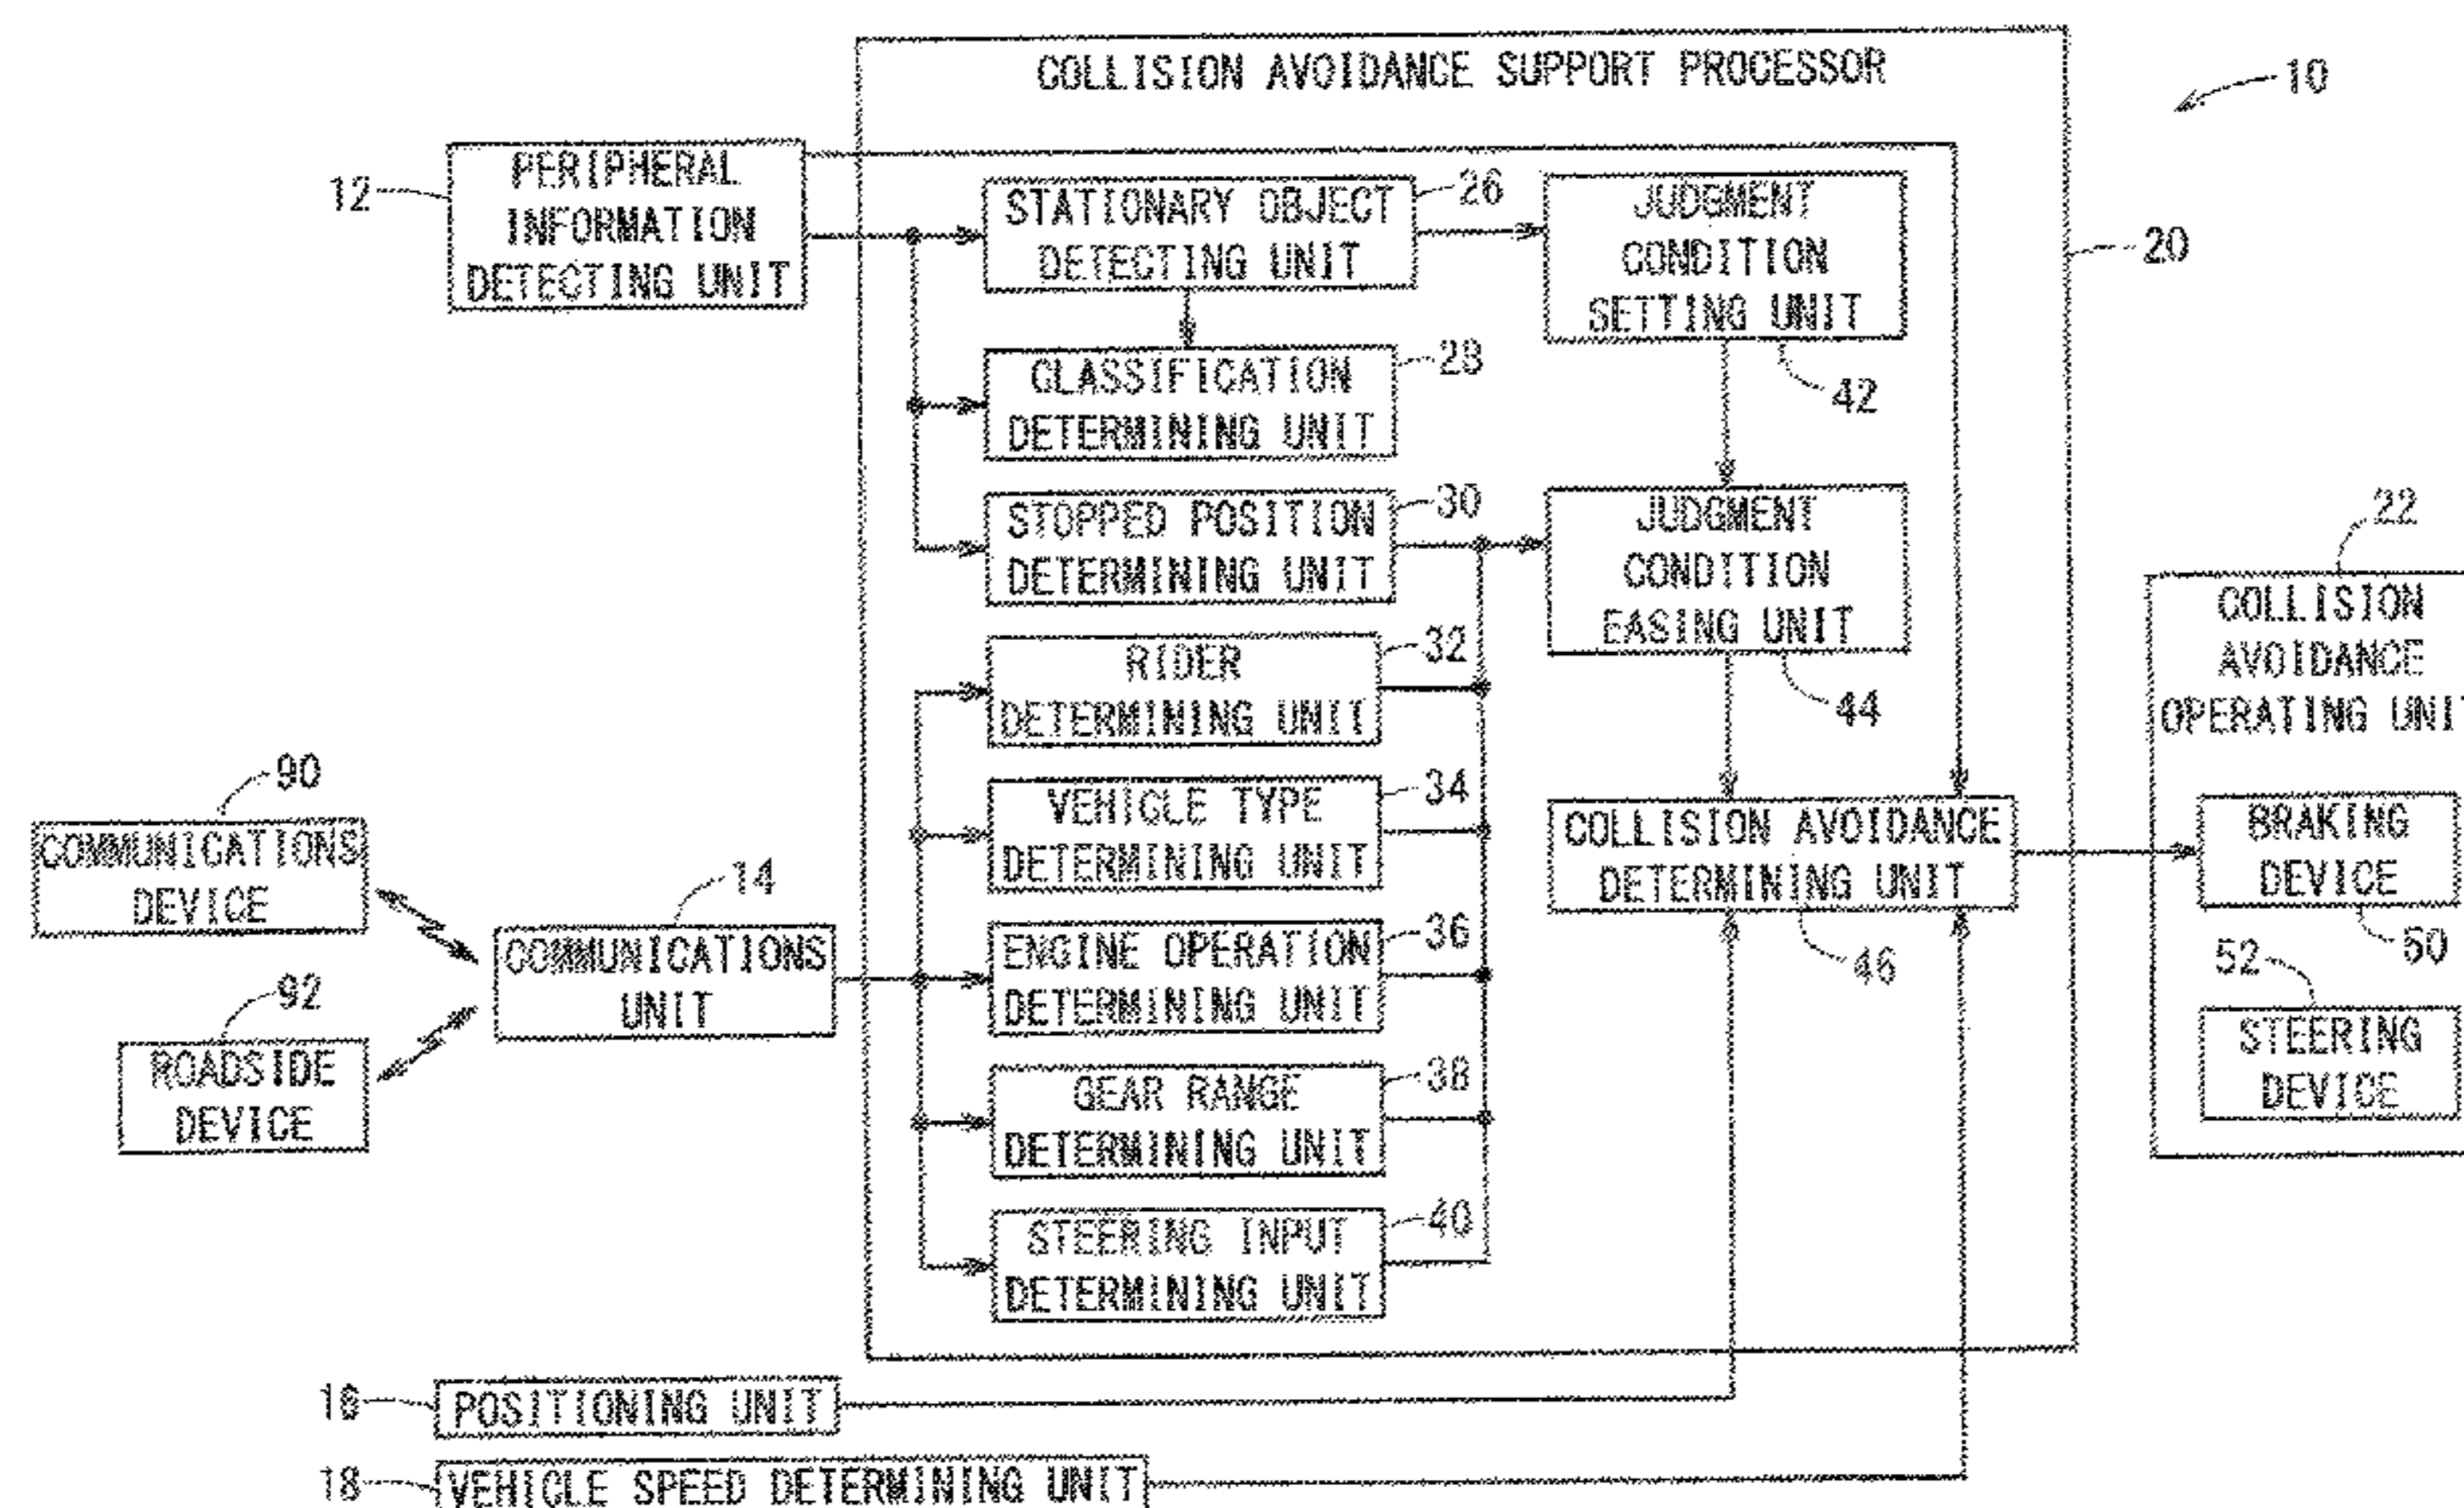 COLLISION AVOIDANCE SUPPORT PROCESSOR
10
12
PERIPHERAL
INFORMATION
DETECTING UNIT
STATIONARY OBJECT
DETECTING UNIT
26
JUDGMENT
CONDITION
SETTING UNIT
42
20
CLASSIFICATION
DETERMINING UNIT
28
STOPPED POSITION
DETERMINING UNIT
30
JUDGMENT
CONDITION
EASING UNIT
44
22
COLLISION
AVOIDANCE
OPERATING UNIT
RIDER
DETERMINING UNIT
32
90
COMMUNICATIONS
DEVICE
VEHICLE TYPE
DETERMINING UNIT
34
COLLISION AVOIDANCE
DETERMINING UNIT
46
BRAKING
DEVICE
14
COMMUNICATIONS
UNIT
ENGINE OPERATION
DETERMINING UNIT
36
52
STEERING
DEVICE
92
ROADSIDE
DEVICE
GEAR RANGE
DETERMINING UNIT
38
STEERING INPUT
DETERMINING UNIT
40
16
POSITIONING UNIT
18
VEHICLE SPEED DETERMINING UNIT